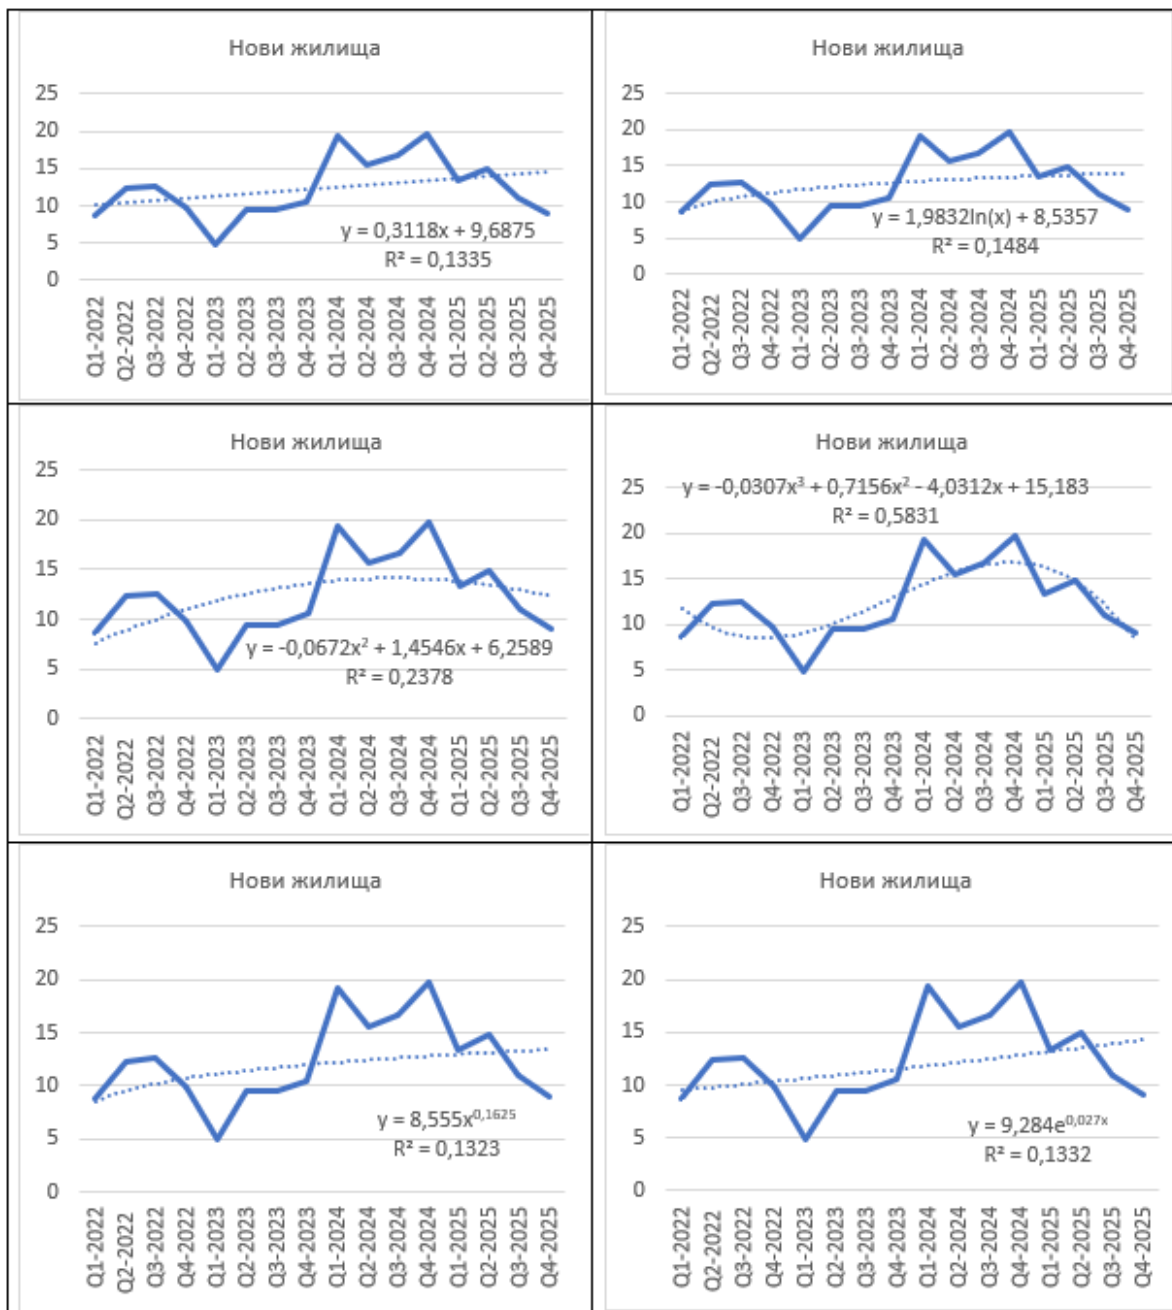 Нови жилища
25
20
15
10
5
0
y = 0,3118x + 9,6875
R² = 0,1335
Q1-2022
Q2-2022
Q3-2022
Q4-2022
Q1-2023
Q2-2023
Q3-2023
Q4-2023
Q1-2024
Q2-2024
Q3-2024
Q4-2024
Q1-2025
Q2-2025
Q3-2025
Q4-2025
Нови жилища
25
20
15
10
5
0
y = 1,9832ln(x) + 8,5357
R² = 0,1484
Q1-2022
Q2-2022
Q3-2022
Q4-2022
Q1-2023
Q2-2023
Q3-2023
Q4-2023
Q1-2024
Q2-2024
Q3-2024
Q4-2024
Q1-2025
Q2-2025
Q3-2025
Q4-2025
Нови жилища
25
20
15
10
5
0
y = -0,0672x² + 1,4546x + 6,2589
R² = 0,2378
Q1-2022
Q2-2022
Q3-2022
Q4-2022
Q1-2023
Q2-2023
Q3-2023
Q4-2023
Q1-2024
Q2-2024
Q3-2024
Q4-2024
Q1-2025
Q2-2025
Q3-2025
Q4-2025
Нови жилища
y = -0,0307x³ + 0,7156x² - 4,0312x + 15,183
R² = 0,5831
25
20
15
10
5
0
Q1-2022
Q2-2022
Q3-2022
Q4-2022
Q1-2023
Q2-2023
Q3-2023
Q4-2023
Q1-2024
Q2-2024
Q3-2024
Q4-2024
Q1-2025
Q2-2025
Q3-2025
Q4-2025
Нови жилища
25
20
15
10
5
0
y = 8,555x^0,1625
R² = 0,1323
Q1-2022
Q2-2022
Q3-2022
Q4-2022
Q1-2023
Q2-2023
Q3-2023
Q4-2023
Q1-2024
Q2-2024
Q3-2024
Q4-2024
Q1-2025
Q2-2025
Q3-2025
Q4-2025
Нови жилища
25
20
15
10
5
0
y = 9,284e^0,027x
R² = 0,1332
Q1-2022
Q2-2022
Q3-2022
Q4-2022
Q1-2023
Q2-2023
Q3-2023
Q4-2023
Q1-2024
Q2-2024
Q3-2024
Q4-2024
Q1-2025
Q2-2025
Q3-2025
Q4-2025